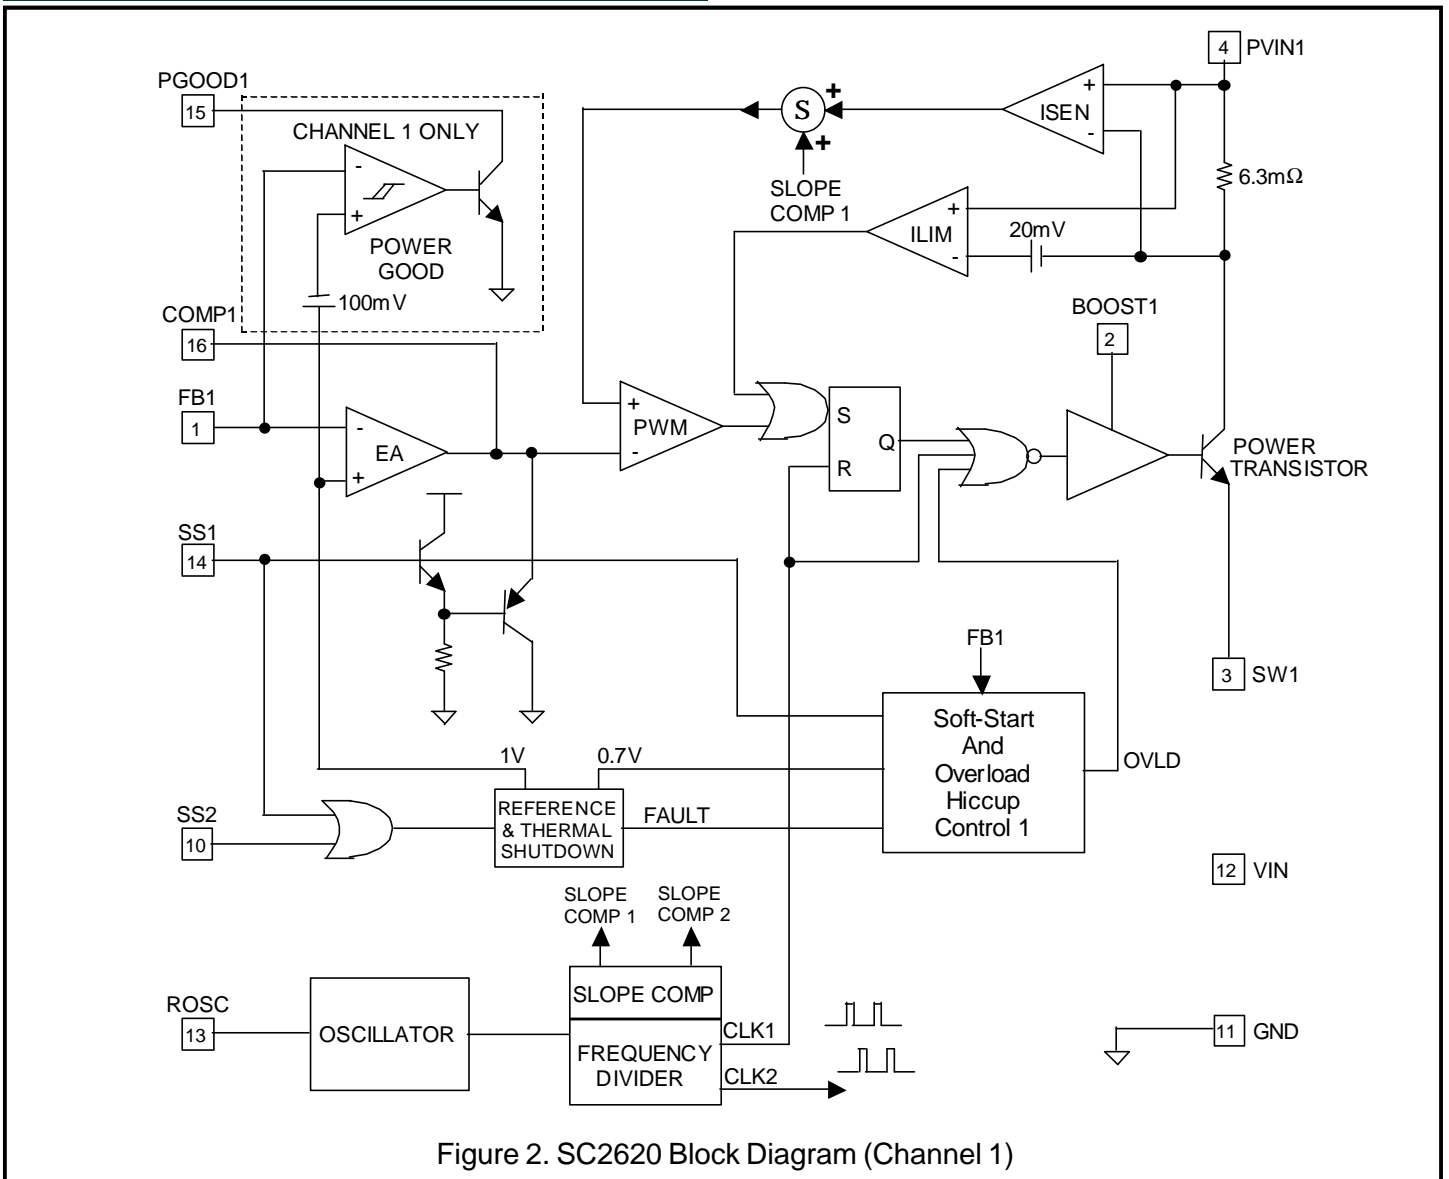 4 PVIN1
PGOOD1
15
CHANNEL 1 ONLY
-
+
POWER
GOOD
100mV
S
+
+
SLOPE
COMP 1
ISEN
+
-
6.3mΩ
ILIM
+
-
20mV
COMP1
16
BOOST1
2
FB1
1
-
EA
+
+
PWM
-
S
Q
R
POWER
TRANSISTOR
SS1
14
FB1
3 SW1
Soft-Start
And
Overload
Hiccup
Control 1
OVLD
1V
0.7V
SS2
10
REFERENCE
& THERMAL
SHUTDOWN
FAULT
12 VIN
SLOPE
COMP 1
SLOPE
COMP 2
ROSC
13
OSCILLATOR
SLOPE COMP
FREQUENCY
DIVIDER
CLK1
CLK2
11 GND
Figure 2. SC2620 Block Diagram (Channel 1)